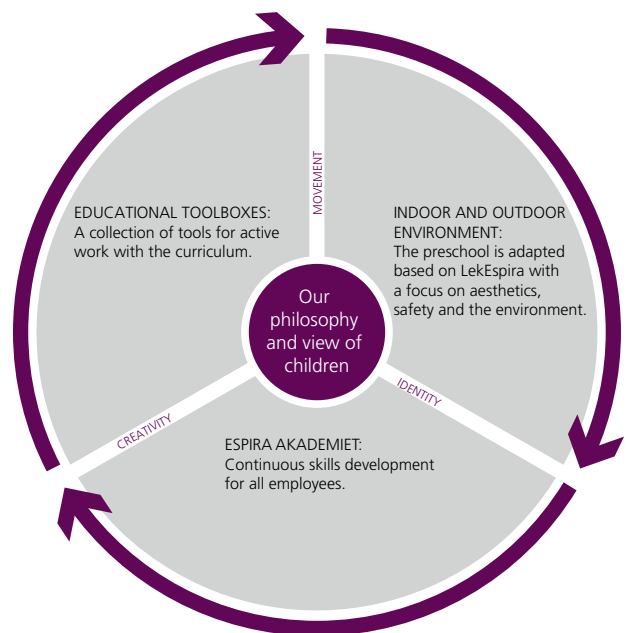 MOVEMENT
EDUCATIONAL TOOLBOXES:
A collection of tools for active
work with the curriculum.
INDOOR AND OUTDOOR
ENVIRONMENT:
The preschool is adapted
based on LekEspira with
a focus on aesthetics,
safety and the environment.
Our
philosophy
and view of
children
CREATIVITY
IDENTITY
ESPIRA AKADEMIET:
Continuous skills development
for all employees.